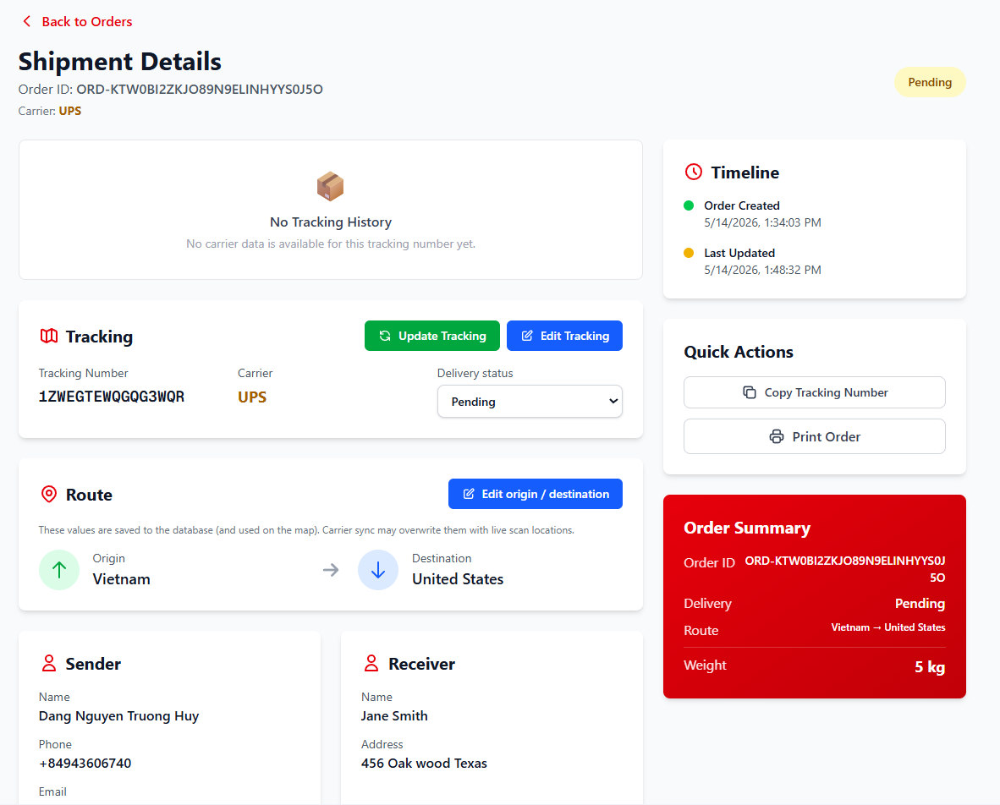 Back to Orders
Shipment Details
Order ID: ORD-KTW0BI2ZKJO89N9ELINHYYS0J5O
Carrier: UPS
Pending
No Tracking History
No carrier data is available for this tracking number yet.
Tracking
Update Tracking
Edit Tracking
Tracking Number
1ZWEGTEWQGQG3WQR
Carrier
UPS
Delivery status
Pending
Route
Edit origin / destination
These values are saved to the database (and used on the map). Carrier sync may overwrite them with live scan locations.
Origin
Vietnam
Destination
United States
Sender
Name
Dang Nguyen Truong Huy
Phone
+84943606740
Email
Receiver
Name
Jane Smith
Address
456 Oak wood Texas
Timeline
Order Created
5/14/2026, 1:34:03 PM
Last Updated
5/14/2026, 1:48:32 PM
Quick Actions
Copy Tracking Number
Print Order
Order Summary
Order ID ORD-KTW0BI2ZKJO89N9ELINHYYS0J
5O
Delivery Pending
Route Vietnam → United States
Weight 5 kg